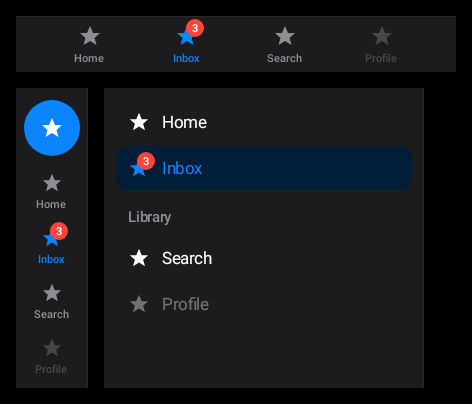 3
Home Inbox Search Profile
Home
3
Inbox
Search
Profile
Home
3
Inbox
Library
Search
Profile